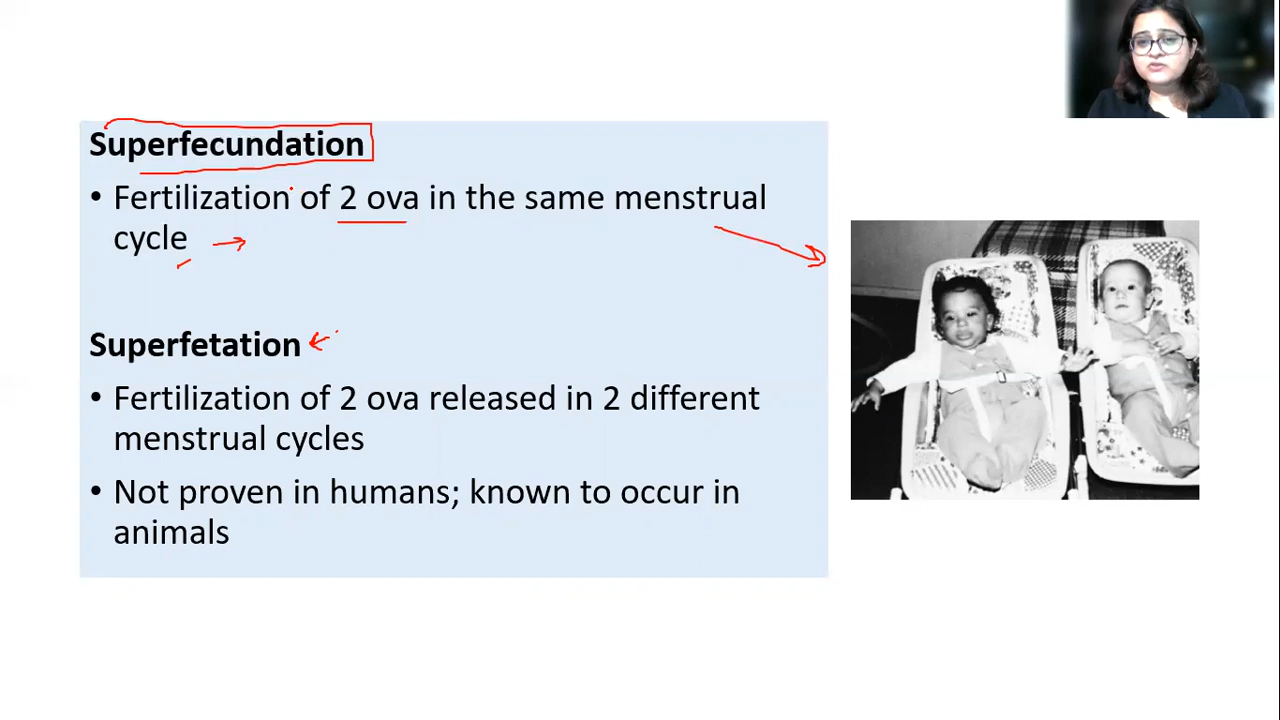 Superfecundation
• Fertilization of 2 ova in the same menstrual
cycle
Superfetation
• Fertilization of 2 ova released in 2 different
menstrual cycles
• Not proven in humans; known to occur in
animals